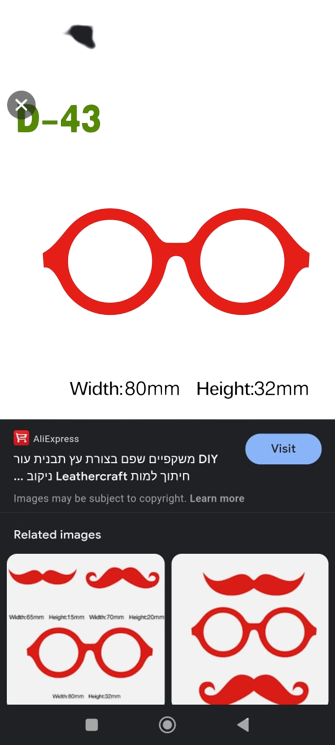 D-43
Width:80mm Height:32mm
AliExpress
DIY משקפיים שפם בצורת עץ תבנית עור
חיתוך למות Leathercraft ניקוב ...
Visit
Images may be subject to copyright. Learn more
Related images
Width:65mm Height:15mm Width:70mm Height:20mm
Width:80mm Height:32mm